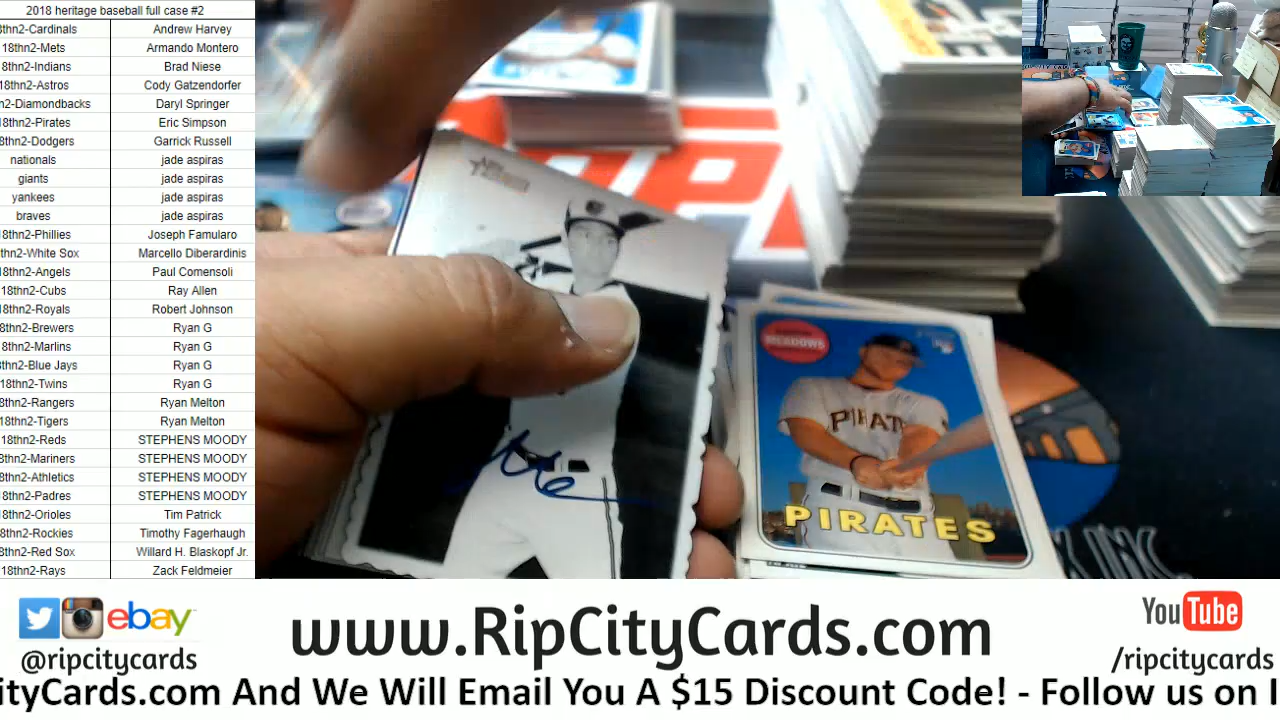 2018 heritage baseball full case #2
8thn2-Cardinals Andrew Harvey
18thn2-Mets Armando Montero
8thn2-Indians Brad Niese
18thn2-Astros Cody Gatzendorfer
n2-Diamondbacks Daryl Springer
18thn2-Pirates Eric Simpson
8thn2-Dodgers Garrick Russell
nationals jade aspiras
giants jade aspiras
yankees jade aspiras
braves jade aspiras
18thn2-Phillies Joseph Famularo
thn2-White Sox Marcello Diberardinis
18thn2-Angels Paul Comensoli
18thn2-Cubs Ray Allen
18thn2-Royals Robert Johnson
8thn2-Brewers Ryan G
18thn2-Marlins Ryan G
8thn2-Blue Jays Ryan G
18thn2-Twins Ryan G
8thn2-Rangers Ryan Melton
18thn2-Tigers Ryan Melton
18thn2-Reds STEPHENS MOODY
8thn2-Mariners STEPHENS MOODY
8thn2-Athletics STEPHENS MOODY
8thn2-Padres STEPHENS MOODY
18thn2-Orioles Tim Patrick
8thn2-Rockies Timothy Fagerhaugh
8thn2-Red Sox Willard H. Blaskopf Jr.
18thn2-Rays Zack Feldmeier
MEADOWS
PIRATES
ebay
@ripcitycards
www.RipCityCards.com
YouTube
/ripcitycards
ityCards.com And We Will Email You A $15 Discount Code! - Follow us on I